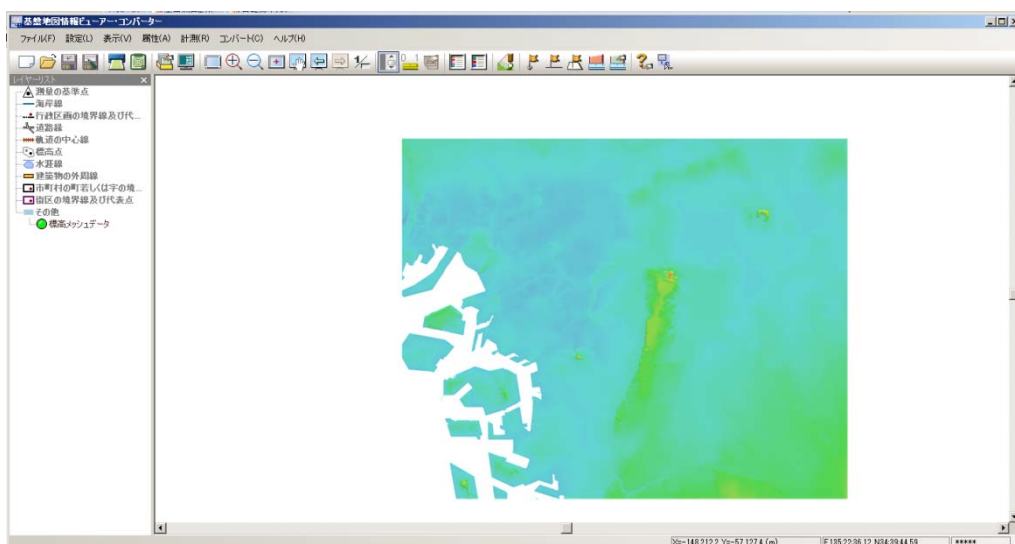 基盤地図情報ビューアー・コンバーター
ファイル(F) 設定(L) 表示(V) 属性(A) 計測(R) コンバート(C) ヘルプ(H)
レイヤーリスト
測量の基準点
海岸線
行政区画の境界線及び代...
道路縁
軌道の中心線
標高点
水涯線
建築物の外周線
市町村の町若しくは字の境...
街区の境界線及び代表点
その他
標高メッシュデータ
X=-148,212.2 Y=-57,127.4 (m) E 135:22:36.12 N34:39:44.59 *****